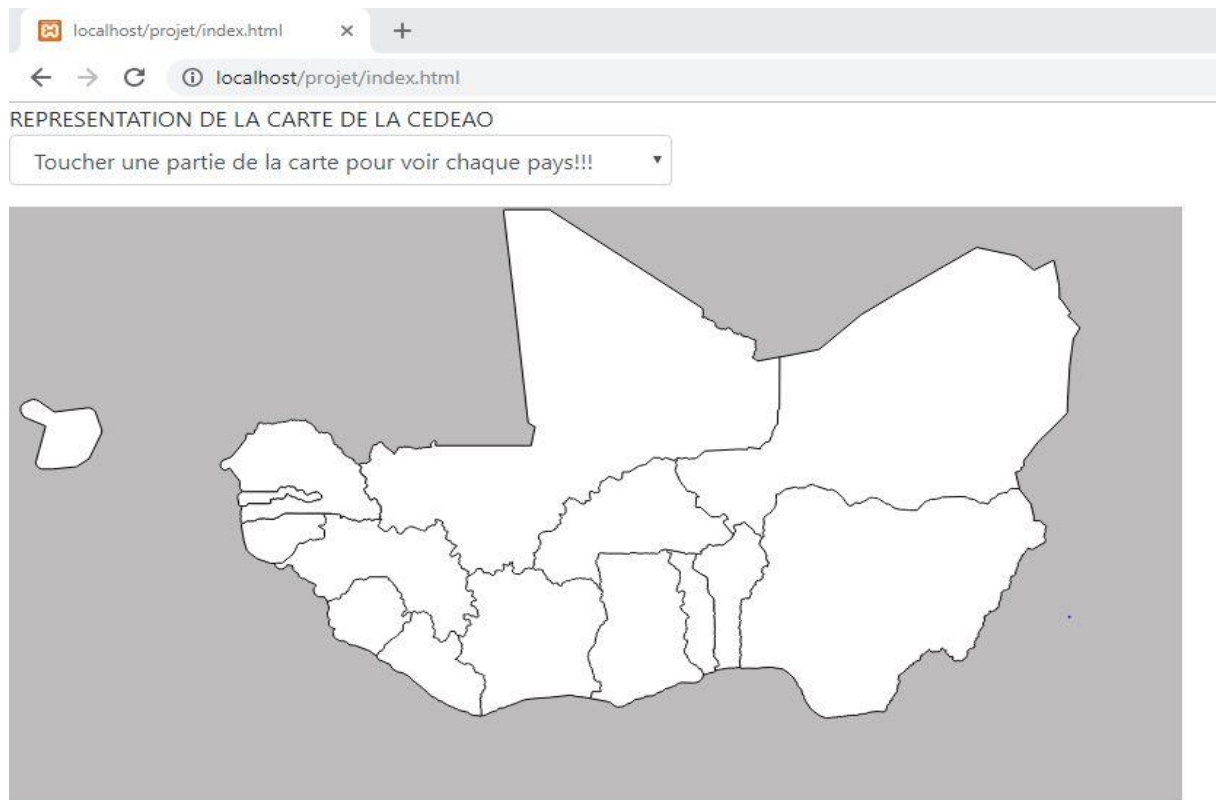 localhost/projet/index.html
localhost/projet/index.html
REPRESENTATION DE LA CARTE DE LA CEDEAO
Toucher une partie de la carte pour voir chaque pays!!!